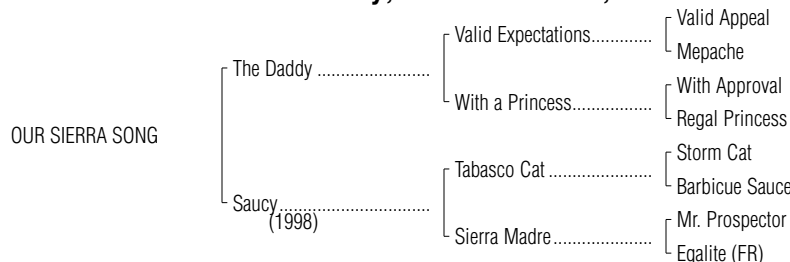 Valid Appeal
Valid Expectations
Mepache
The Daddy
With Approval
With a Princess
Regal Princess
OUR SIERRA SONG
Storm Cat
Tabasco Cat
Barbicue Sauce
Saucy
(1998)
Mr. Prospector
Sierra Madre
Egalite (FR)